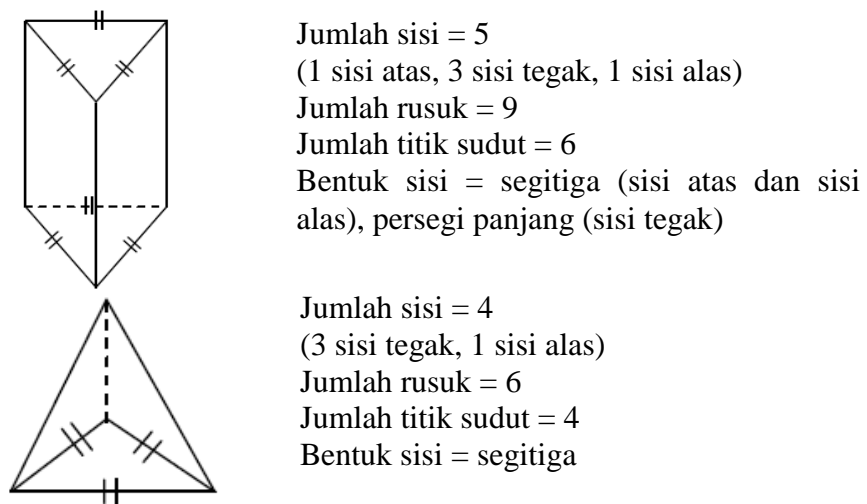 Jumlah sisi = 5
(1 sisi atas, 3 sisi tegak, 1 sisi alas)
Jumlah rusuk = 9
Jumlah titik sudut = 6
Bentuk sisi = segitiga (sisi atas dan sisi
alas), persegi panjang (sisi tegak)
Jumlah sisi = 4
(3 sisi tegak, 1 sisi alas)
Jumlah rusuk = 6
Jumlah titik sudut = 4
Bentuk sisi = segitiga